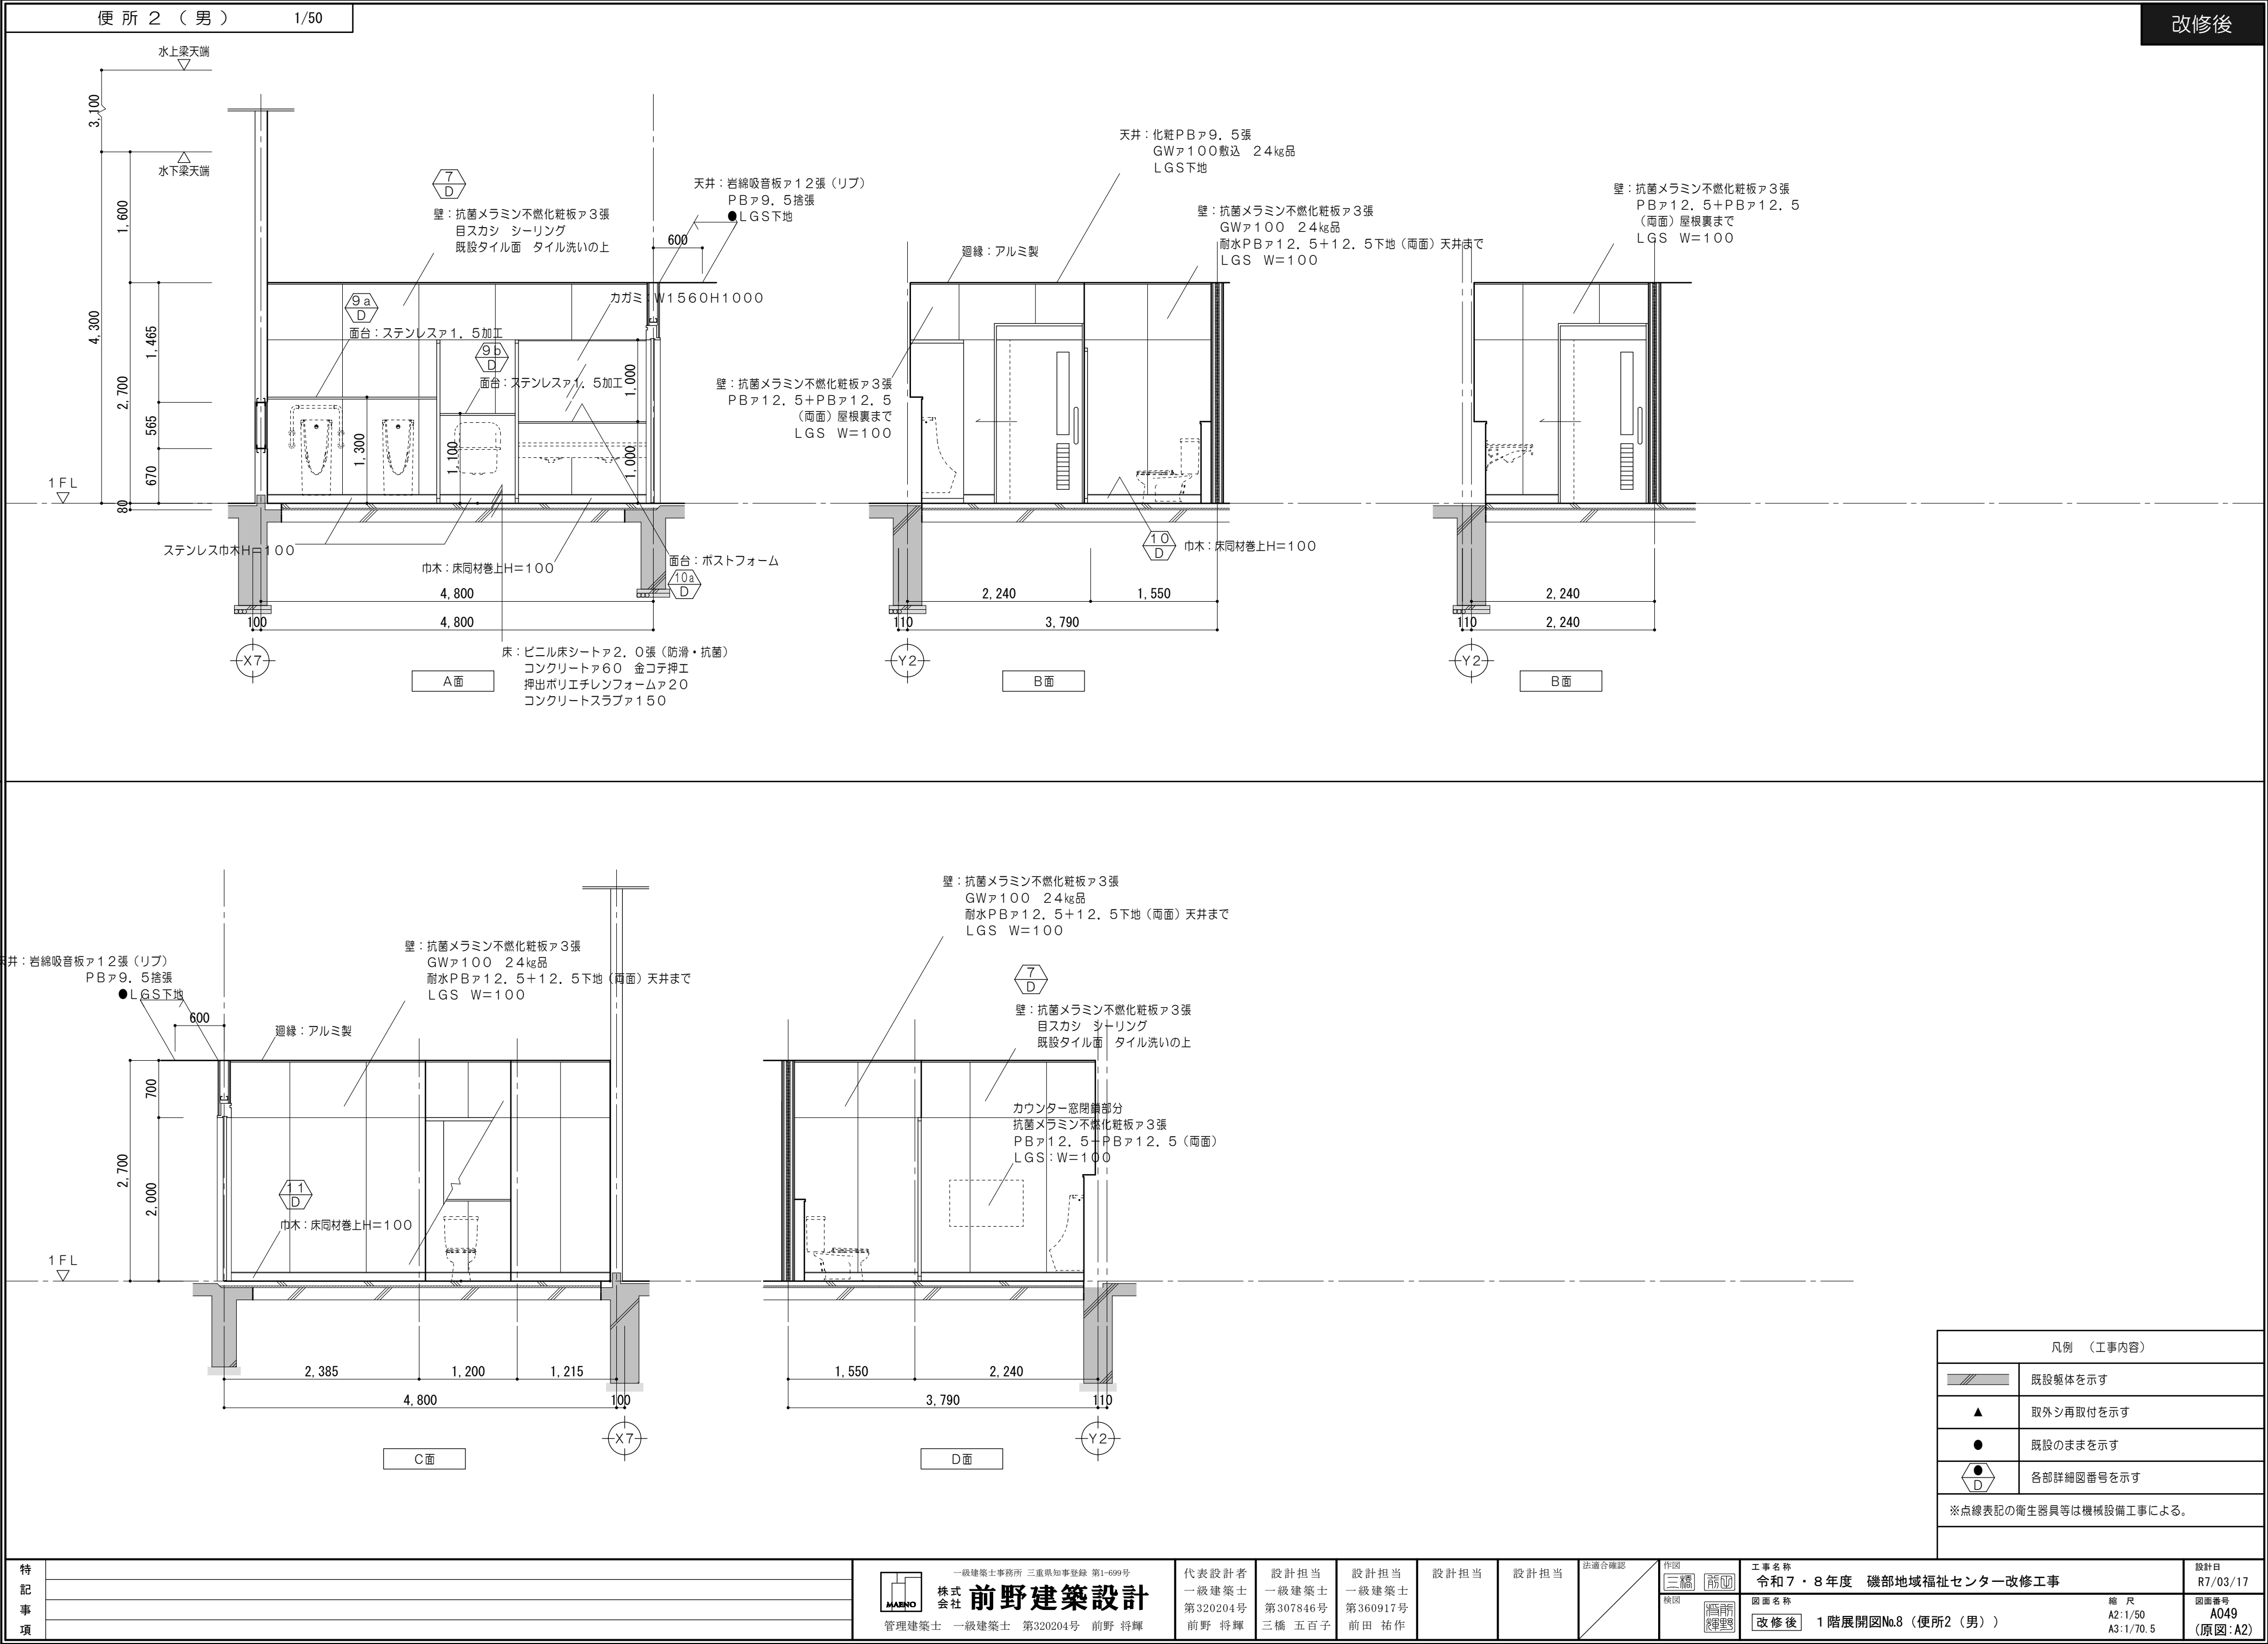 便所２（男） 1/50
改修後
水上梁天端
3,100
水下梁天端
1,600
4,300
2,700
1,465
565
670
80
1FL
7
D
壁：抗菌メラミン不燃化粧板ァ３張
目スカシ　シーリング
既設タイル面　タイル洗いの上
天井：岩綿吸音板ァ１２張（リブ）
ＰＢァ９．５捨張
●ＬＧＳ下地
600
カガミ：Ｗ１５６０Ｈ１０００
9a
D
面台：ステンレスァ１．５加工
9b
D
面台：ステンレスァ１．５加工
1,300
1,100
1,000
1,000
ステンレス巾木Ｈ＝１００
巾木：床同材巻上Ｈ＝１００
面台：ポストフォーム
10a
D
4,800
100
4,800
X7
A面
床：ビニル床シートァ２．０張（防滑・抗菌）
コンクリートァ６０　金コテ押エ
押出ポリエチレンフォームァ２０
コンクリートスラブァ１５０
天井：化粧ＰＢァ９．５張
ＧＷァ１００敷込　２４㎏品
ＬＧＳ下地
廻縁：アルミ製
壁：抗菌メラミン不燃化粧板ァ３張
ＧＷァ１００　２４㎏品
耐水ＰＢァ１２．５＋１２．５下地（両面）天井まで
ＬＧＳ　Ｗ＝１００
壁：抗菌メラミン不燃化粧板ァ３張
ＰＢァ１２．５＋ＰＢァ１２．５
（両面）屋根裏まで
ＬＧＳ　Ｗ＝１００
10
D
巾木：床同材巻上Ｈ＝１００
2,240
1,550
110
3,790
Y2
B面
壁：抗菌メラミン不燃化粧板ァ３張
ＰＢァ１２．５＋ＰＢァ１２．５
（両面）屋根裏まで
ＬＧＳ　Ｗ＝１００
2,240
110
2,240
Y2
B面
井：岩綿吸音板ァ１２張（リブ）
ＰＢァ９．５捨張
●ＬＧＳ下地
600
廻縁：アルミ製
壁：抗菌メラミン不燃化粧板ァ３張
ＧＷァ１００　２４㎏品
耐水ＰＢァ１２．５＋１２．５下地（両面）天井まで
ＬＧＳ　Ｗ＝１００
700
2,700
2,000
1FL
11
D
巾木：床同材巻上Ｈ＝１００
2,385
1,200
1,215
4,800
100
X7
C面
壁：抗菌メラミン不燃化粧板ァ３張
ＧＷァ１００　２４㎏品
耐水ＰＢァ１２．５＋１２．５下地（両面）天井まで
ＬＧＳ　Ｗ＝１００
7
D
壁：抗菌メラミン不燃化粧板ァ３張
目スカシ　シーリング
既設タイル面　タイル洗いの上
カウンター窓閉鎖部分
抗菌メラミン不燃化粧板ァ３張
ＰＢァ１２．５＋ＰＢァ１２．５（両面）
ＬＧＳ：Ｗ＝１００
1,550
2,240
3,790
110
Y2
D面
凡例　（工事内容）
既設躯体を示す
▲ 取外シ再取付を示す
● 既設のままを示す
●
D
各部詳細図番号を示す
※点線表記の衛生器具等は機械設備工事による。
特記事項
MAENO
一級建築士事務所 三重県知事登録 第1-699号
株式会社 前野建築設計
管理建築士　一級建築士　第320204号　前野 将輝
代表設計者
一級建築士
第320204号
前野 将輝
設計担当
一級建築士
第307846号
三橋 五百子
設計担当
一級建築士
第360917号
前田 祐作
設計担当
設計担当
法適合確認
作図
三橋
検図
工事名称
令和７・８年度　磯部地域福祉センター改修工事
図面名称
改修後　１階展開図№8（便所2（男））
縮尺
A2:1/50
A3:1/70.5
設計日
R7/03/17
図面番号
A049
(原図:A2)